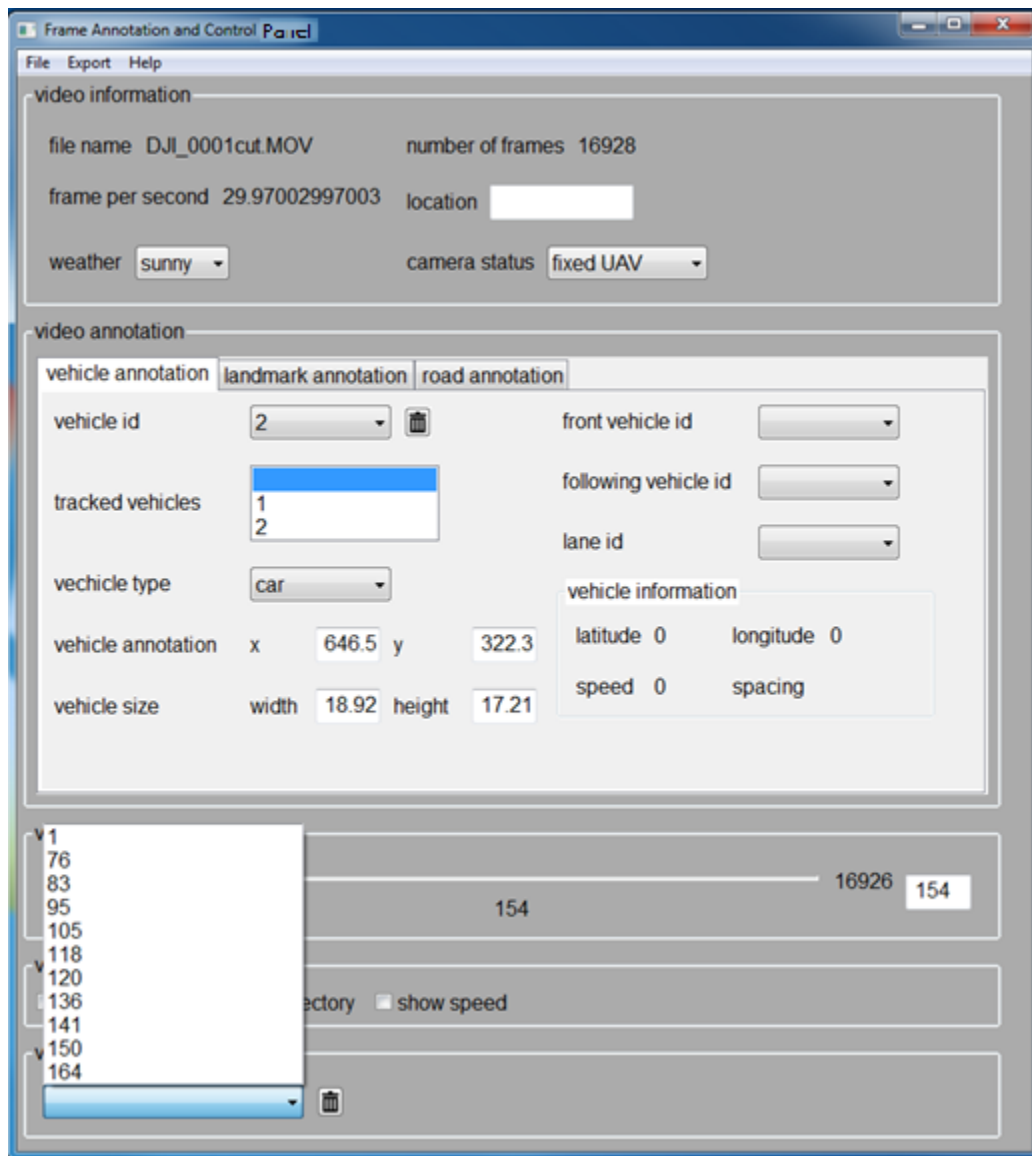 Frame Annotation and Control Panel
File Export Help
video information
file name DJI_0001cut.MOV number of frames 16928
frame per second 29.97002997003 location
weather sunny camera status fixed UAV
video annotation
vehicle annotation landmark annotation road annotation
vehicle id 2 front vehicle id
tracked vehicles following vehicle id
1
2
lane id
vechicle type car
vehicle information
vehicle annotation x 646.5 y 322.3 latitude 0 longitude 0
vehicle size width 18.92 height 17.21 speed 0 spacing
1
76
83
95
105
118
120
136
141
150
164
16926 154
154
ectory show speed